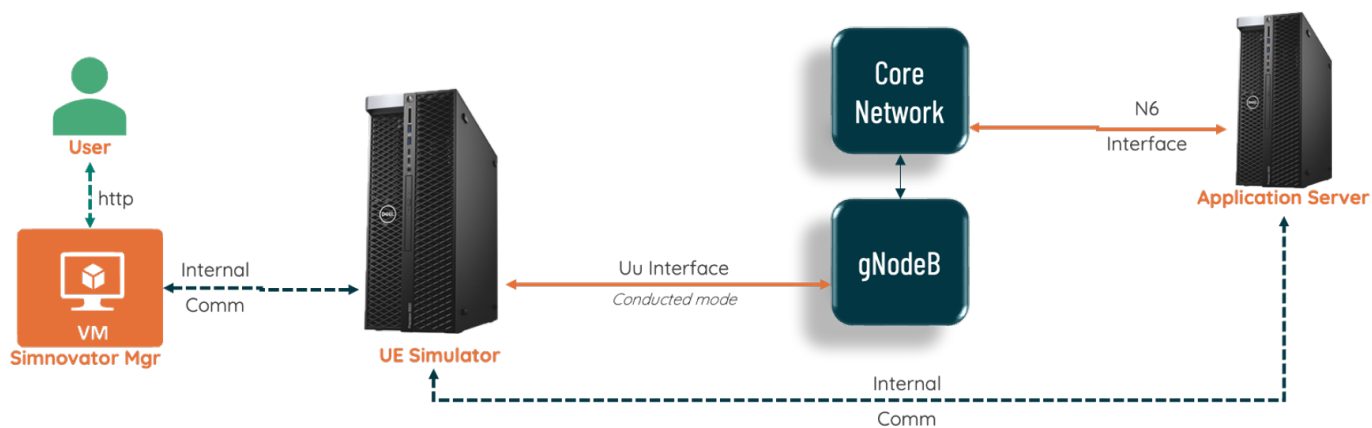 User
http
VM
Simnovator Mgr
Internal
Comm
DELL
UE Simulator
Uu Interface
Conducted mode
Core
Network
gNodeB
N6
Interface
Application Server
Internal
Comm